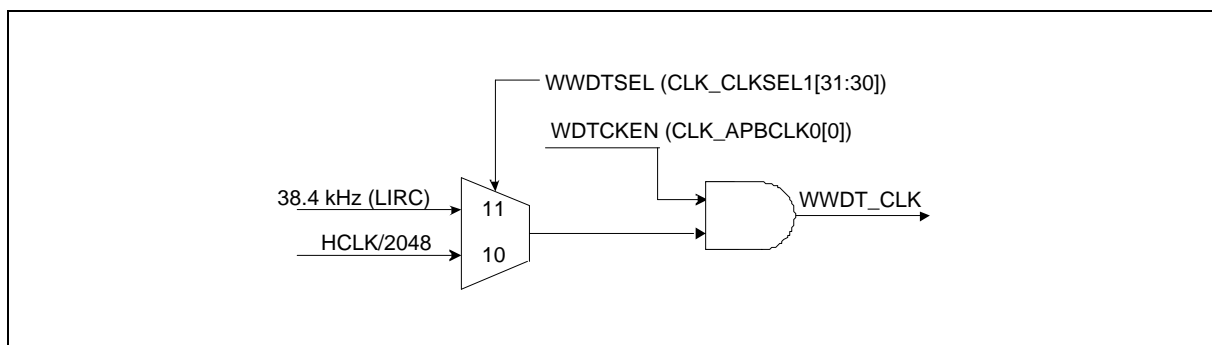 WWDTSEL (CLK_CLKSEL1[31:30])
WDTCKEN (CLK_APBCLK0[0])
38.4 kHz (LIRC)
11
WWDT_CLK
HCLK/2048
10